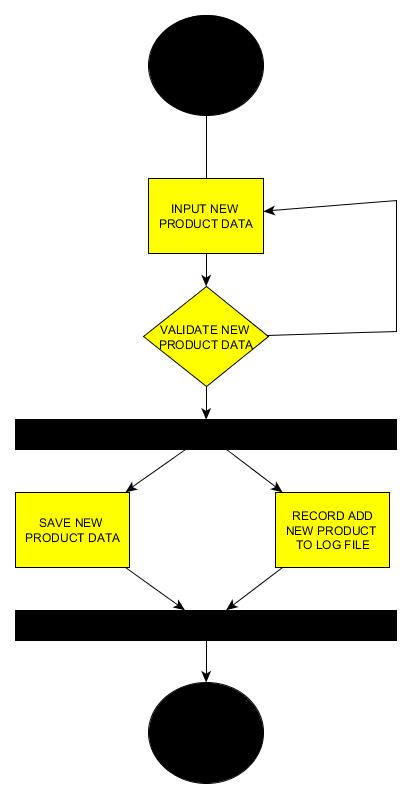 INPUT NEW
PRODUCT DATA
VALIDATE NEW
PRODUCT DATA
SAVE NEW
PRODUCT DATA
RECORD ADD
NEW PRODUCT
TO LOG FILE